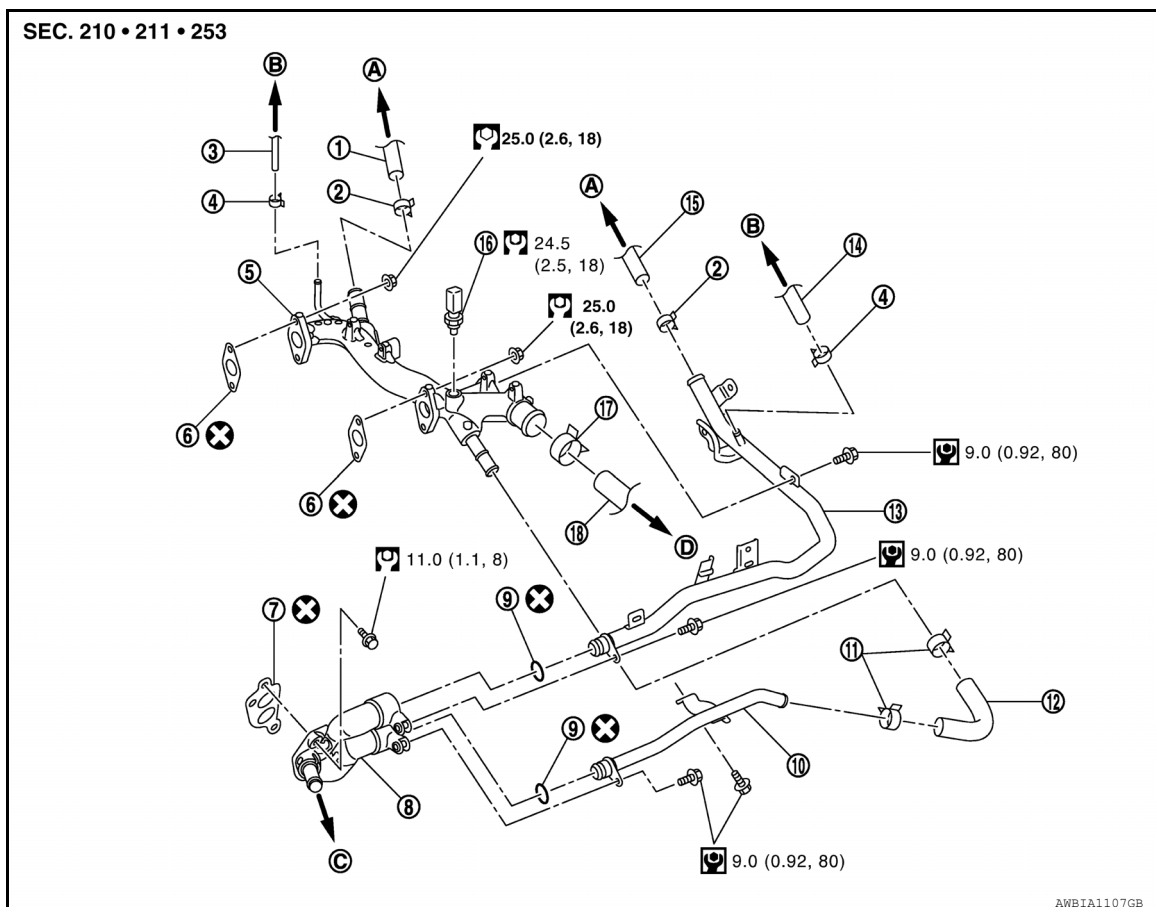 SEC. 210 • 211 • 253
B
A
3
1
25.0 (2.6, 18)
4
2
A
15
B
16
24.5
(2.5, 18)
14
5
2
25.0
(2.6, 18)
4
6
17
9.0 (0.92, 80)
6
18
13
D
11.0 (1.1, 8)
9.0 (0.92, 80)
7
9
11
12
9
10
8
C
9.0 (0.92, 80)
AWBIA1107GB